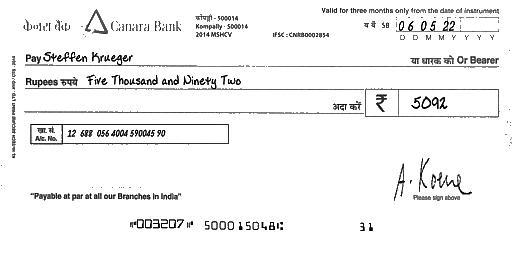 केनरा बैंक Canara Bank
कोंपल्ली - 500014
Kompally - 500014
2014 MSHCV
IFSC : CNRB0002854
Valid for three months only from the date of instrument
SB 06 05 22
D D M M Y Y Y Y
Pay Steffen Krueger या धारक को Or Bearer
Rupees रुपये Five Thousand and Ninety Two
अदा करें ₹ 5092
खा. सं.
A/c. No. 12 688 056 4004 590045 90
A. Koene
Please sign above
"Payable at par at all our Branches in India"
⑈003207⑈ 500015048⑆ 31